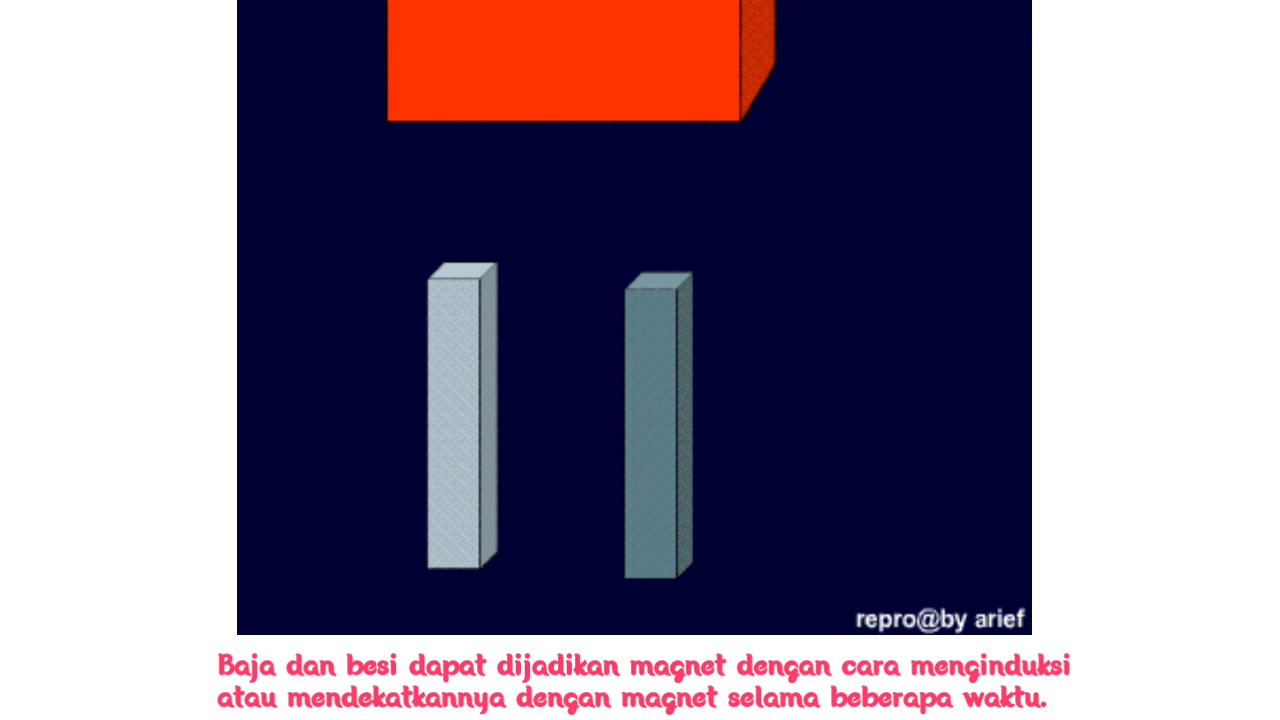 repro@by arief
Baja dan besi dapat dijadikan magnet dengan cara menginduksi
atau mendekatkannya dengan magnet selama beberapa waktu.